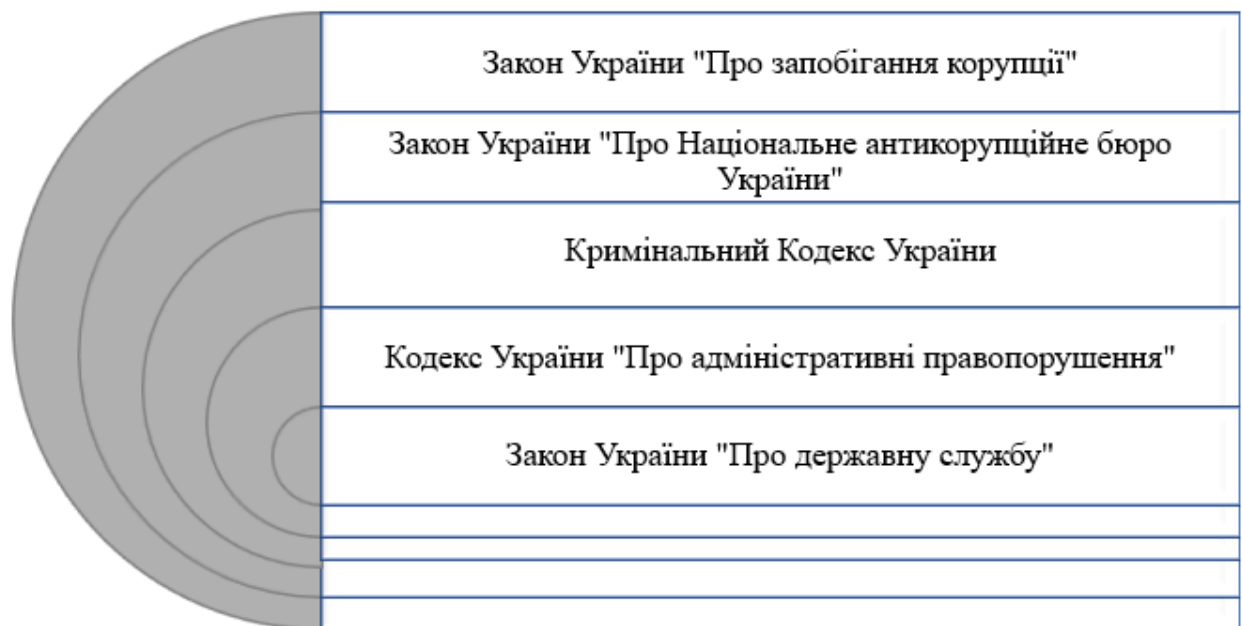 Закон України "Про запобігання корупції"
Закон України "Про Національне антикорупційне бюро
України"
Кримінальний Кодекс України
Кодекс України "Про адміністративні правопорушення"
Закон України "Про державну службу"